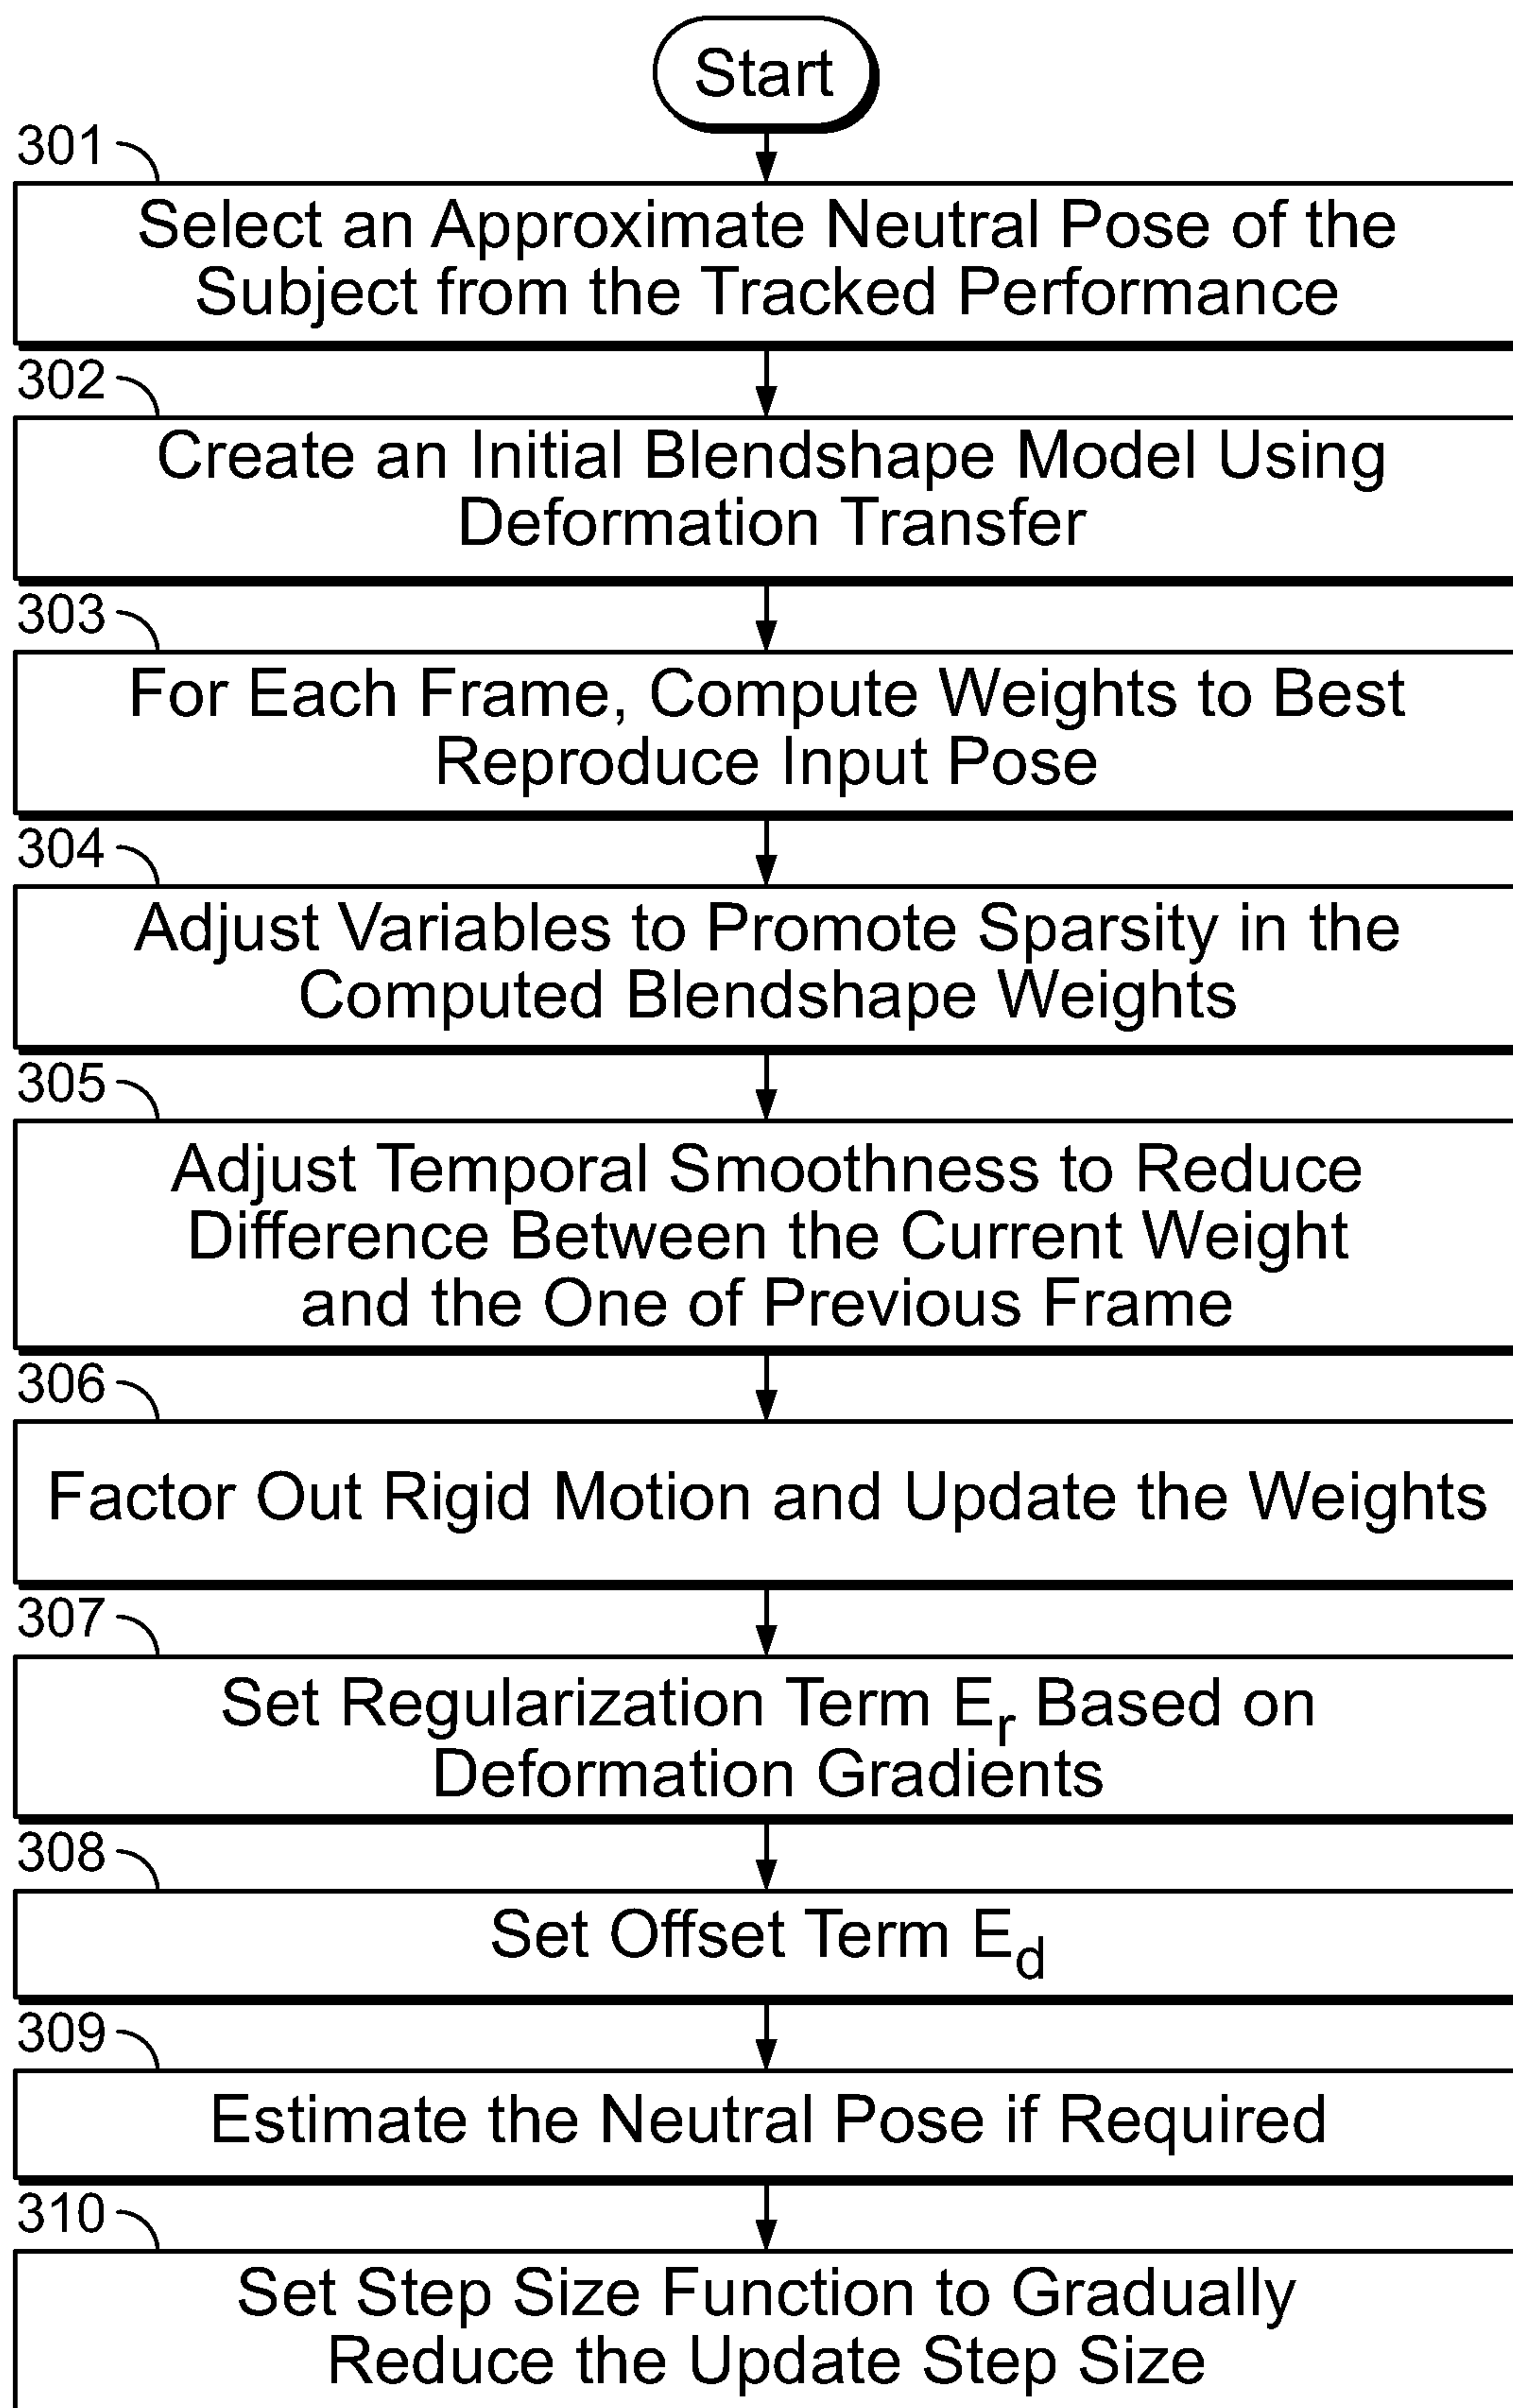 Start
301
Select an Approximate Neutral Pose of the
Subject from the Tracked Performance
302
Create an Initial Blendshape Model Using
Deformation Transfer
303
For Each Frame, Compute Weights to Best
Reproduce Input Pose
304
Adjust Variables to Promote Sparsity in the
Computed Blendshape Weights
305
Adjust Temporal Smoothness to Reduce
Difference Between the Current Weight
and the One of Previous Frame
306
Factor Out Rigid Motion and Update the Weights
307
Set Regularization Term E_r Based on
Deformation Gradients
308
Set Offset Term E_d
309
Estimate the Neutral Pose if Required
310
Set Step Size Function to Gradually
Reduce the Update Step Size